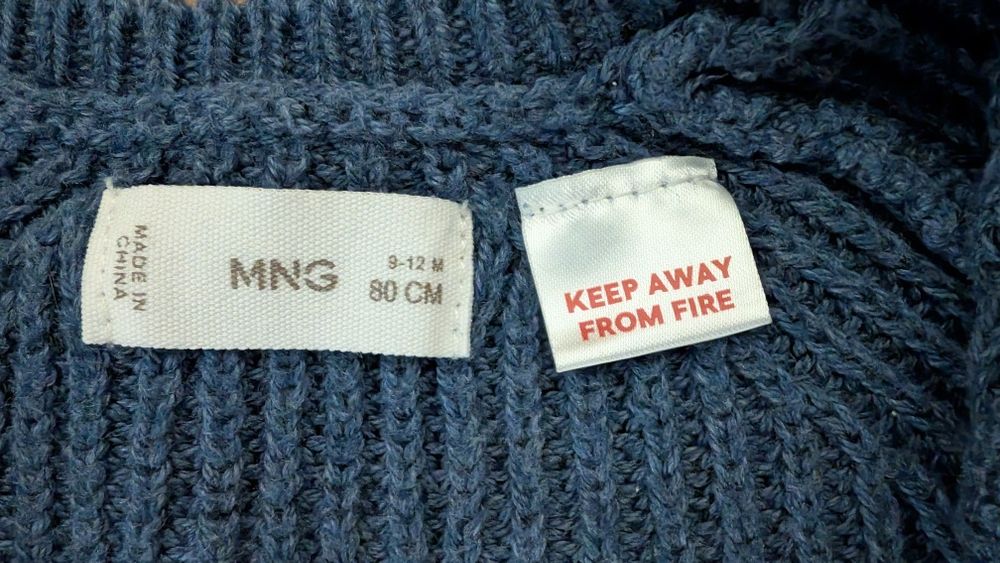 MADE IN
CHINA
MNG
9-12 M
80 CM
KEEP AWAY
FROM FIRE